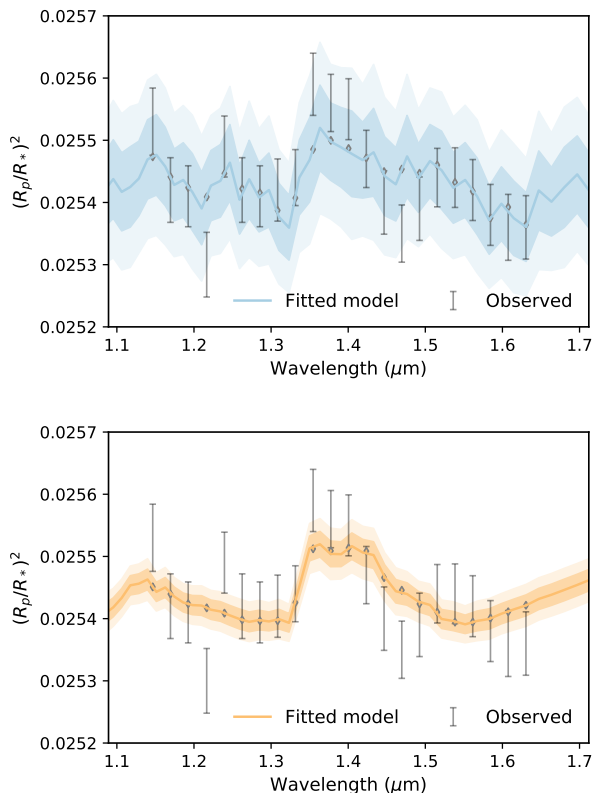 0.0257
0.0256
0.0255
0.0254
0.0253
0.0252
(R_p/R_*)^2
Fitted model
Observed
1.1 1.2 1.3 1.4 1.5 1.6 1.7
Wavelength (μm)
0.0257
0.0256
0.0255
0.0254
0.0253
0.0252
(R_p/R_*)^2
Fitted model
Observed
1.1 1.2 1.3 1.4 1.5 1.6 1.7
Wavelength (μm)